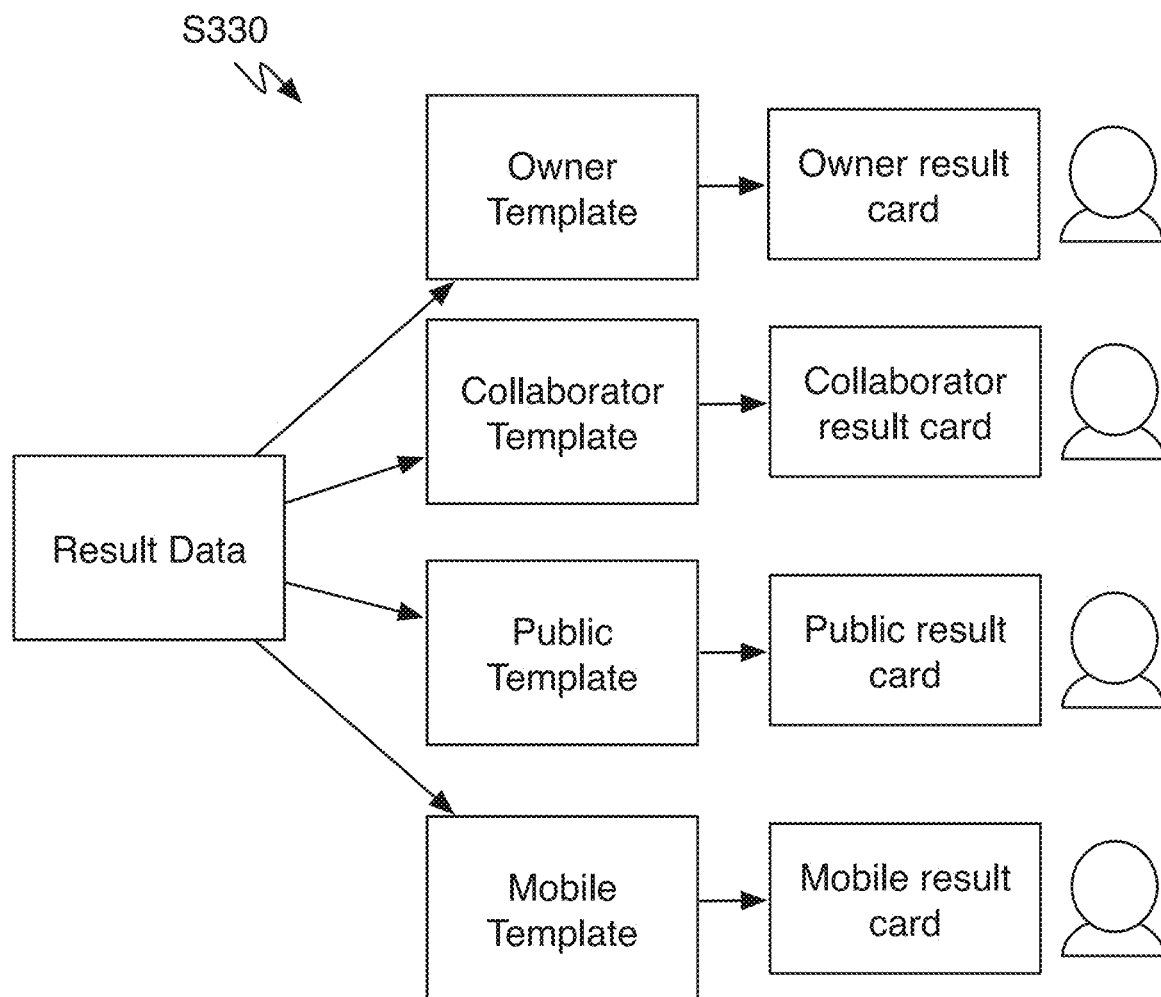 S330
Owner
Template
Owner result
card
Collaborator
Template
Collaborator
result card
Result Data
Public
Template
Public result
card
Mobile
Template
Mobile result
card